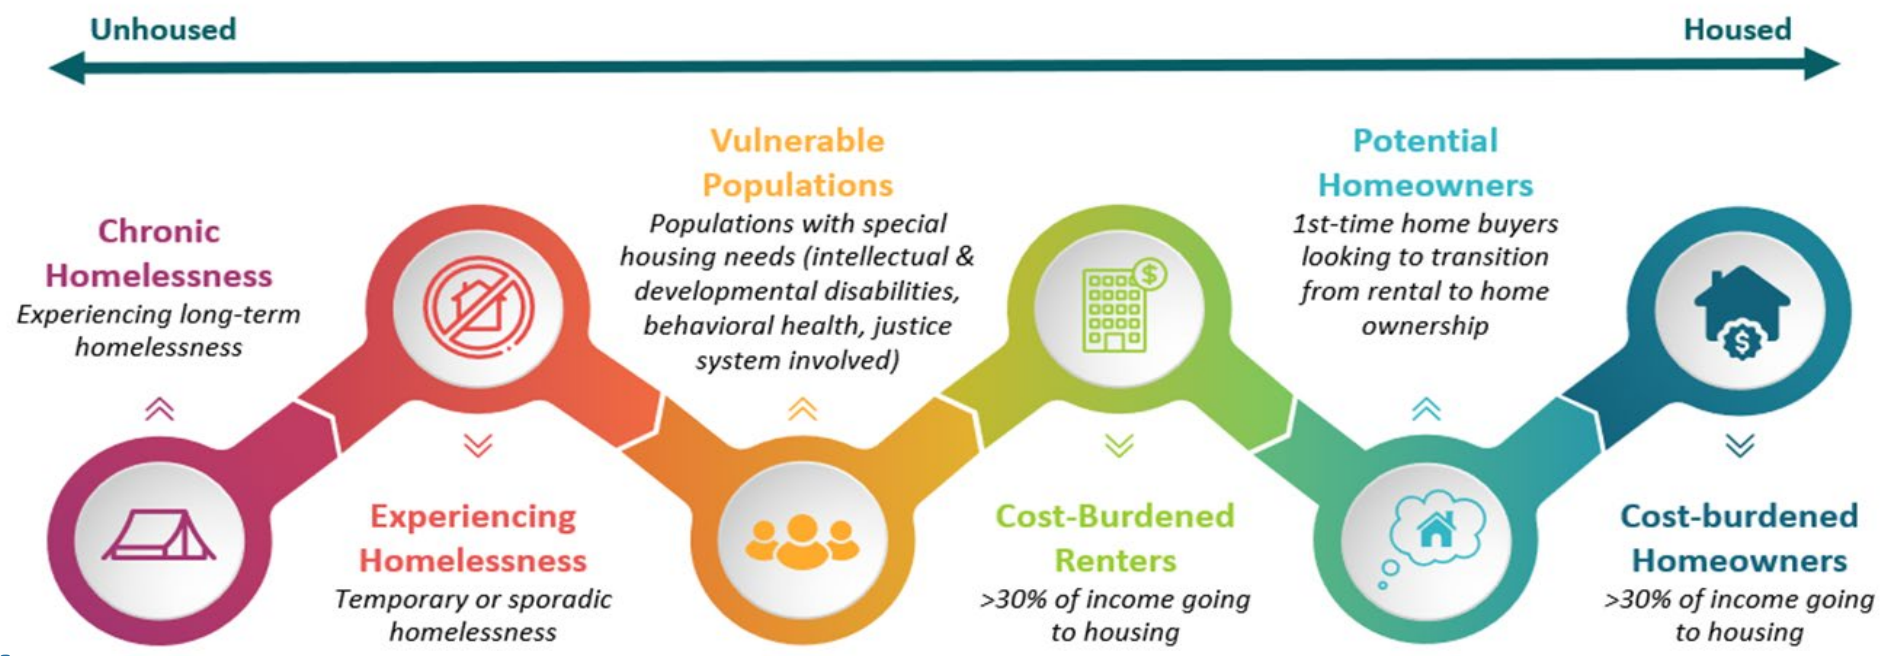 Unhoused
Housed
Chronic
Homelessness
Experiencing long-term
homelessness
Experiencing
Homelessness
Temporary or sporadic
homelessness
Vulnerable
Populations
Populations with special
housing needs (intellectual &
developmental disabilities,
behavioral health, justice
system involved)
$
Cost-Burdened
Renters
>30% of income going
to housing
Potential
Homeowners
1st-time home buyers
looking to transition
from rental to home
ownership
$
Cost-burdened
Homeowners
>30% of income going
to housing